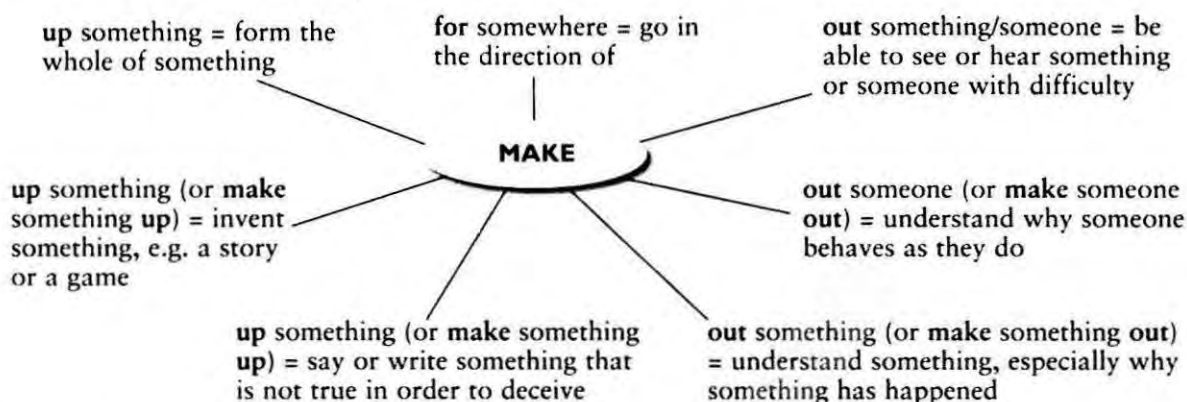 up something = form the
whole of something
for somewhere = go in
the direction of
out something/someone = be
able to see or hear something
or someone with difficulty
MAKE
up something (or make
something up) = invent
something, e.g. a story
or a game
out someone (or make someone
out) = understand why someone
behaves as they do
up something (or make something
up) = say or write something that
is not true in order to deceive
out something (or make something out)
= understand something, especially why
something has happened